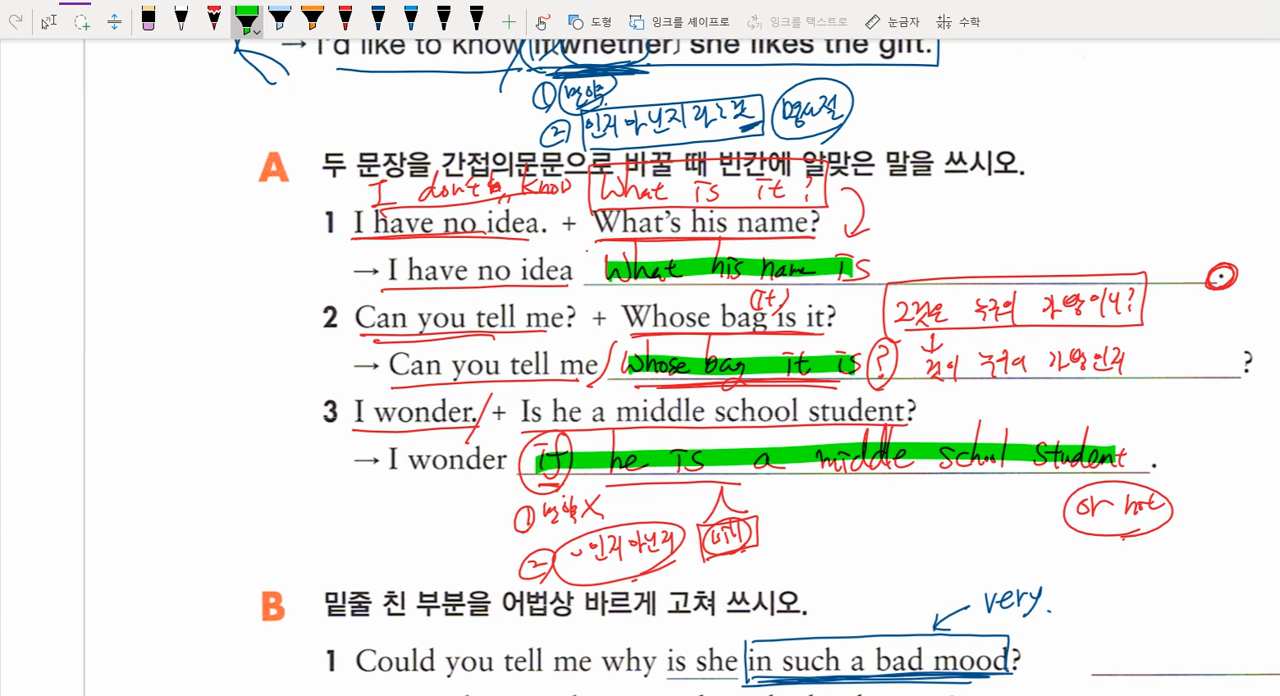 도형 잉크를 셰이프로 잉크를 텍스트로 눈금자 수학
→ I'd like to know (if/whether) she likes the gift.
① 만약
② 인지 아닌지 라는 것 명사절
A 두 문장을 간접의문문으로 바꿀 때 빈칸에 알맞은 말을 쓰시오.
I don't know What is it?
1 I have no idea. + What's his name?
→ I have no idea What his name is
(It)
2 Can you tell me? + Whose bag is it? 그것은 누구의 가방이니?
→ Can you tell me Whose bag it is ? 것이 누구의 가방인지 ?
3 I wonder. + Is he a middle school student?
→ I wonder if he is a middle school student .
① 만약 X or not
② ~인지 아닌지
B 밑줄 친 부분을 어법상 바르게 고쳐 쓰시오.
very.
1 Could you tell me why is she in such a bad mood?